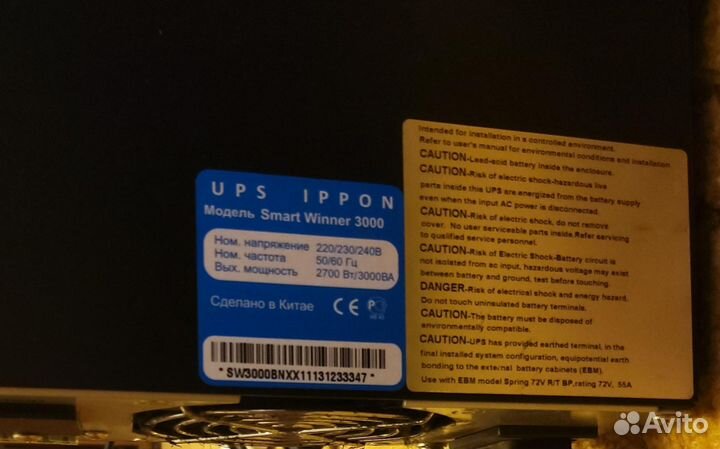 UPS IPPON
Модель Smart Winner 3000
Ном. напряжение 220/230/240В
Ном. частота 50/60 Гц
Вых. мощность 2700 Вт/3000ВА
Сделано в Китае CE
*SW3000BNXX11131233347*
Intended for installation in a controlled environment.
Refer to user's manual for environmental conditions and installation
CAUTION-Lead-acid battery inside the enclosure.
CAUTION-Risk of electric shock-hazardous live
parts inside this UPS are energized from the battery supply
even when the input AC power is disconnected.
CAUTION-Risk of electric shock, do not remove
cover. No user serviceable parts inside.Refer servicing
to qualified service personnel.
CAUTION-Risk of Electric Shock-Battery circuit is
not isolated from ac input, hazardous voltage may exist
between battery and ground, test before touching.
DANGER-Risk of electrical shock and energy hazard.
Do not touch uninsulated battery terminals.
CAUTION-The battery must be disposed of
environmentally compatible.
CAUTION-UPS has provided earthed terminal, in the
final installed system configuration, equipotential earth
bonding to the external battery cabinets (EBM).
Use with EBM model Spring 72V R/T BP,rating 72V, 55A
Avito